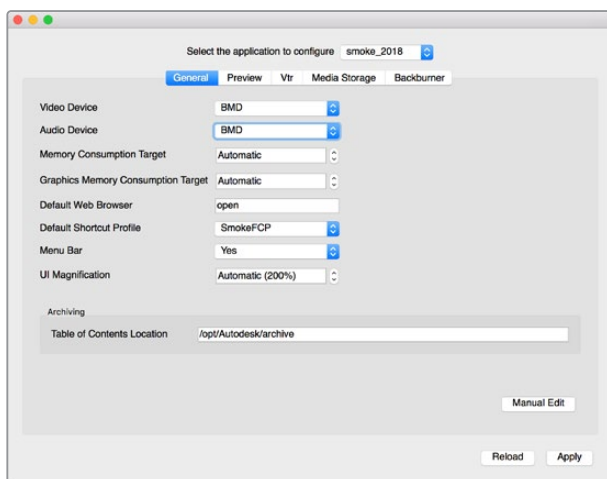 Select the application to configure smoke_2018
General Preview Vtr Media Storage Backburner
Video Device BMD
Audio Device BMD
Memory Consumption Target Automatic
Graphics Memory Consumption Target Automatic
Default Web Browser open
Default Shortcut Profile SmokeFCP
Menu Bar Yes
UI Magnification Automatic (200%)
Archiving
Table of Contents Location /opt/Autodesk/archive
Manual Edit
Reload Apply